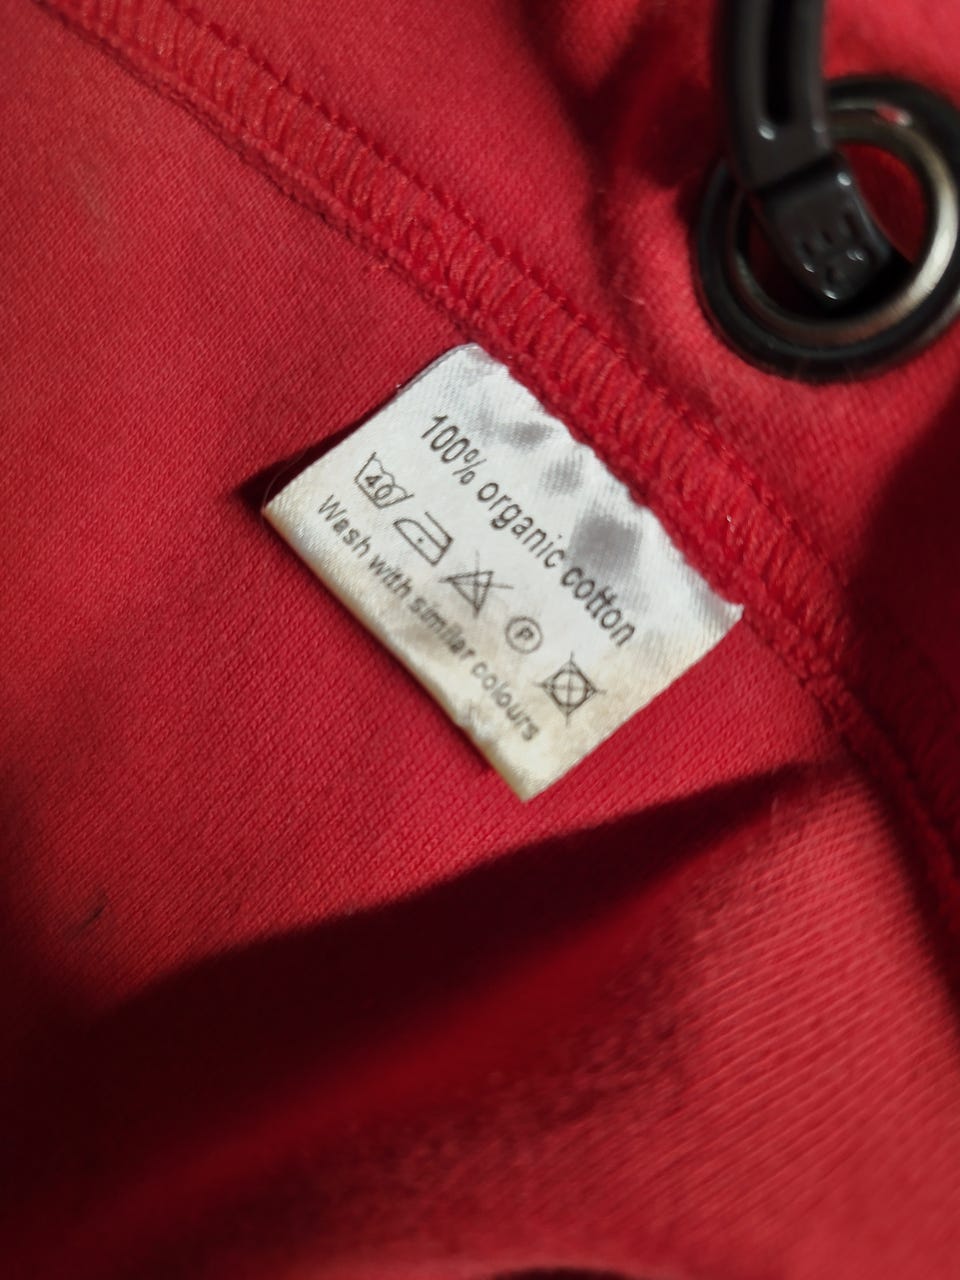 100% organic cotton
40 P
Wash with similar colours